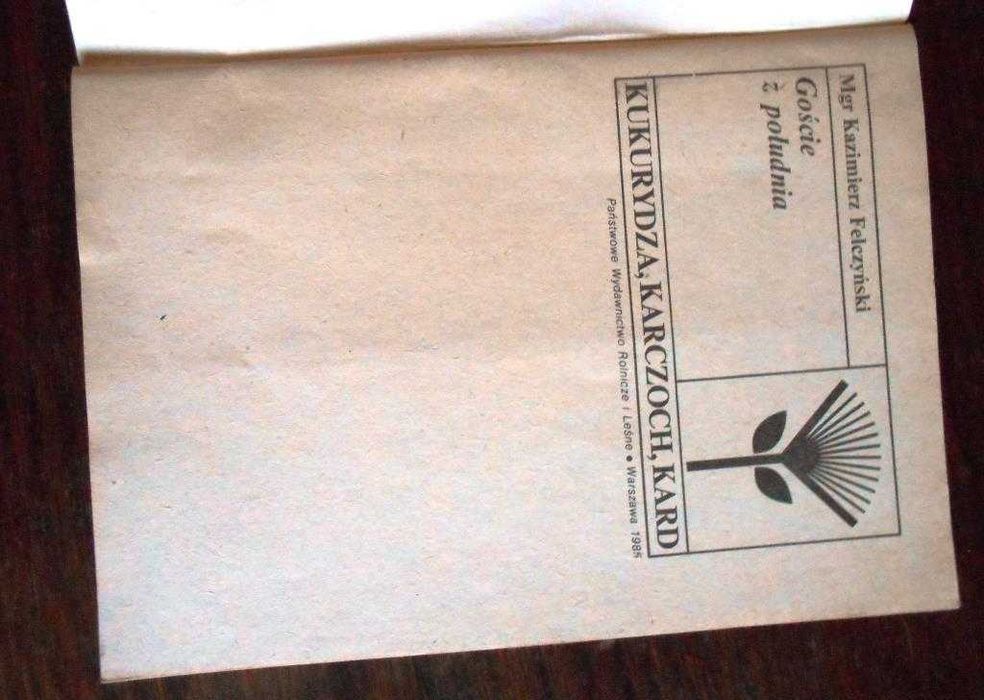 Mgr Kazimierz Felczyński
Goście
z południa
KUKURYDZA, KARCZOCH, KARD
Państwowe Wydawnictwo Rolnicze i Leśne • Warszawa 1985